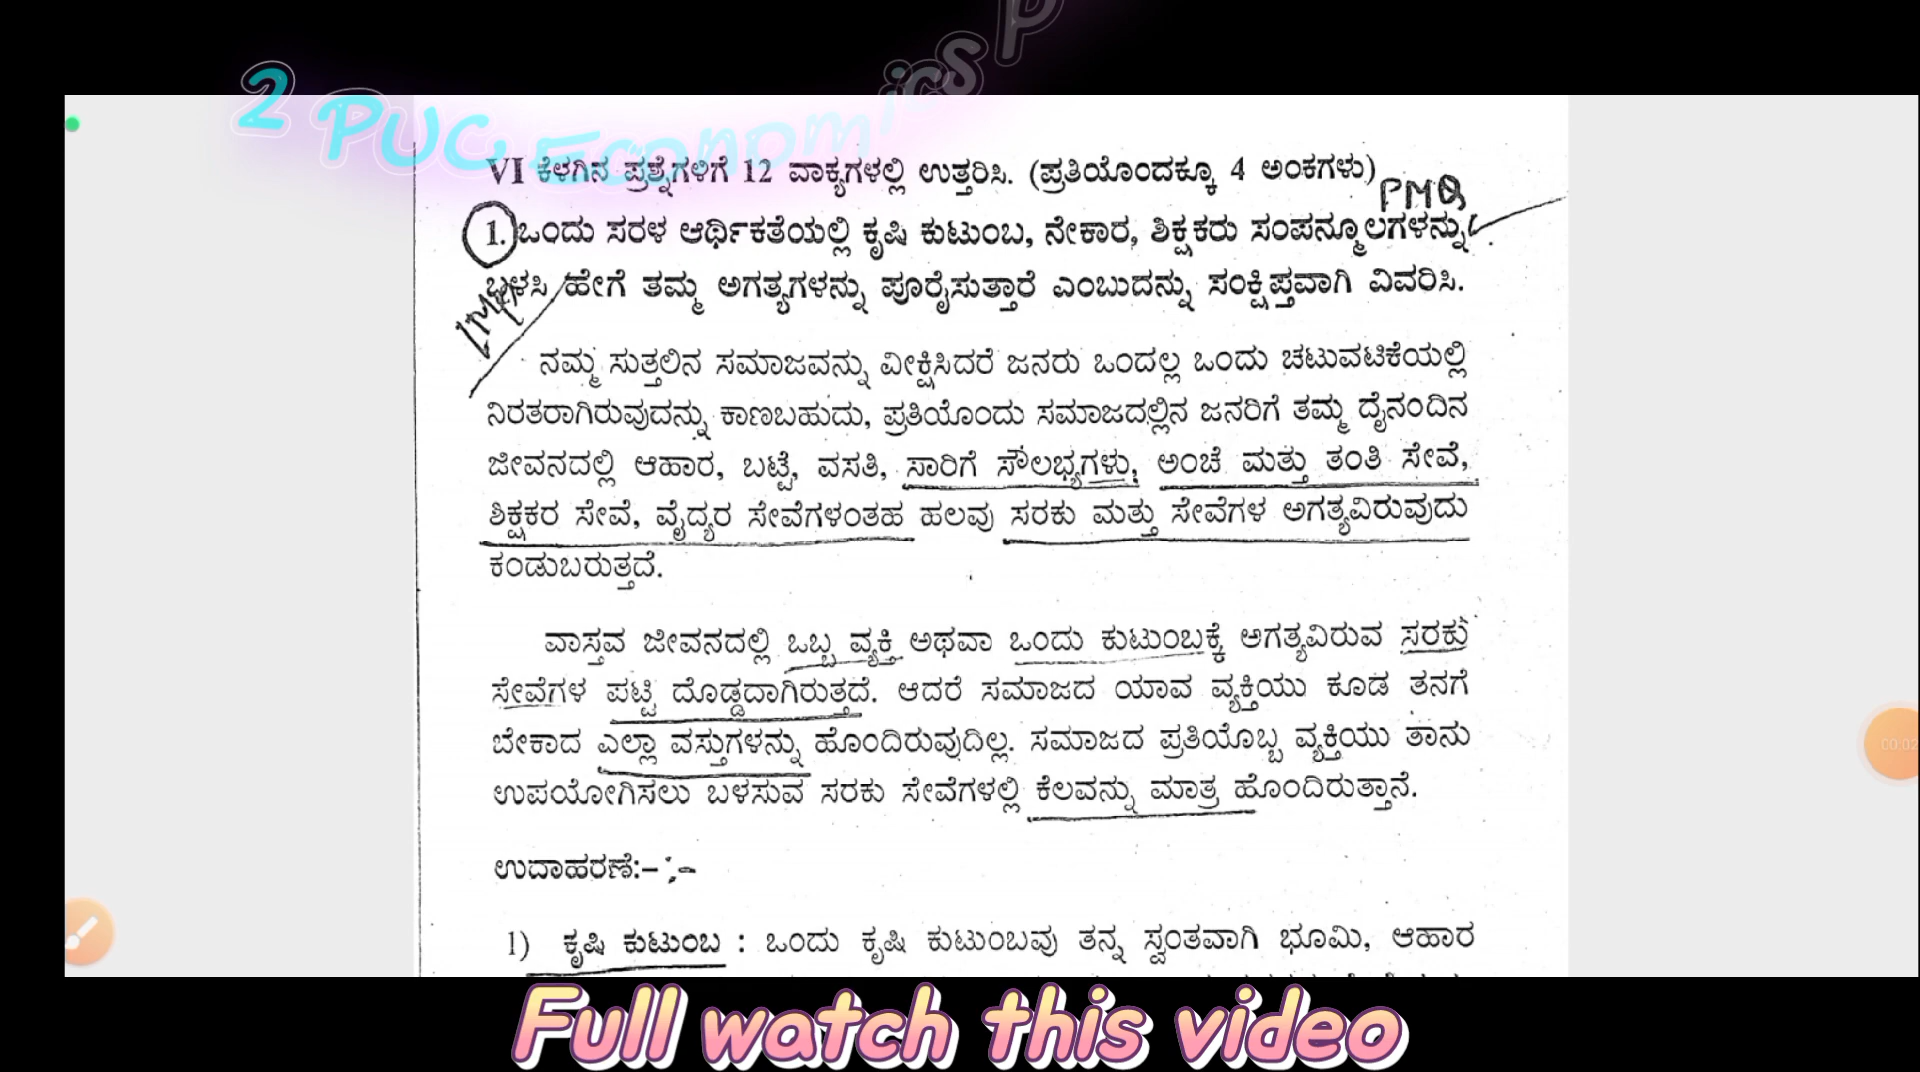 2 PUC Economics P
VI ಕೆಳಗಿನ ಪ್ರಶ್ನೆಗಳಿಗೆ 12 ವಾಕ್ಯಗಳಲ್ಲಿ ಉತ್ತರಿಸಿ. (ಪ್ರತಿಯೊಂದಕ್ಕೂ 4 ಅಂಕಗಳು)
PMQ
1. ಒಂದು ಸರಳ ಆರ್ಥಿಕತೆಯಲ್ಲಿ ಕೃಷಿ ಕುಟುಂಬ, ನೇಕಾರ, ಶಿಕ್ಷಕರು ಸಂಪನ್ಮೂಲಗಳನ್ನು
ಬಳಸಿ ಹೇಗೆ ತಮ್ಮ ಅಗತ್ಯಗಳನ್ನು ಪೂರೈಸುತ್ತಾರೆ ಎಂಬುದನ್ನು ಸಂಕ್ಷಿಪ್ತವಾಗಿ ವಿವರಿಸಿ.
IMP
ನಮ್ಮ ಸುತ್ತಲಿನ ಸಮಾಜವನ್ನು ವೀಕ್ಷಿಸಿದರೆ ಜನರು ಒಂದಲ್ಲ ಒಂದು ಚಟುವಟಿಕೆಯಲ್ಲಿ
ನಿರತರಾಗಿರುವುದನ್ನು ಕಾಣಬಹುದು, ಪ್ರತಿಯೊಂದು ಸಮಾಜದಲ್ಲಿನ ಜನರಿಗೆ ತಮ್ಮ ದೈನಂದಿನ
ಜೀವನದಲ್ಲಿ ಆಹಾರ, ಬಟ್ಟೆ, ವಸತಿ, ಸಾರಿಗೆ ಸೌಲಭ್ಯಗಳು, ಅಂಚೆ ಮತ್ತು ತಂತಿ ಸೇವೆ,
ಶಿಕ್ಷಕರ ಸೇವೆ, ವೈದ್ಯರ ಸೇವೆಗಳಂತಹ ಹಲವು ಸರಕು ಮತ್ತು ಸೇವೆಗಳ ಅಗತ್ಯವಿರುವುದು
ಕಂಡುಬರುತ್ತದೆ.
ವಾಸ್ತವ ಜೀವನದಲ್ಲಿ ಒಬ್ಬ ವ್ಯಕ್ತಿ ಅಥವಾ ಒಂದು ಕುಟುಂಬಕ್ಕೆ ಅಗತ್ಯವಿರುವ ಸರಕು
ಸೇವೆಗಳ ಪಟ್ಟಿ ದೊಡ್ಡದಾಗಿರುತ್ತದೆ. ಆದರೆ ಸಮಾಜದ ಯಾವ ವ್ಯಕ್ತಿಯು ಕೂಡ ತನಗೆ
ಬೇಕಾದ ಎಲ್ಲಾ ವಸ್ತುಗಳನ್ನು ಹೊಂದಿರುವುದಿಲ್ಲ. ಸಮಾಜದ ಪ್ರತಿಯೊಬ್ಬ ವ್ಯಕ್ತಿಯು ತಾನು
ಉಪಯೋಗಿಸಲು ಬಳಸುವ ಸರಕು ಸೇವೆಗಳಲ್ಲಿ ಕೆಲವನ್ನು ಮಾತ್ರ ಹೊಂದಿರುತ್ತಾನೆ.
00:02
ಉದಾಹರಣೆ:– :-
1) ಕೃಷಿ ಕುಟುಂಬ : ಒಂದು ಕೃಷಿ ಕುಟುಂಬವು ತನ್ನ ಸ್ವಂತವಾಗಿ ಭೂಮಿ, ಆಹಾರ
Full watch this video